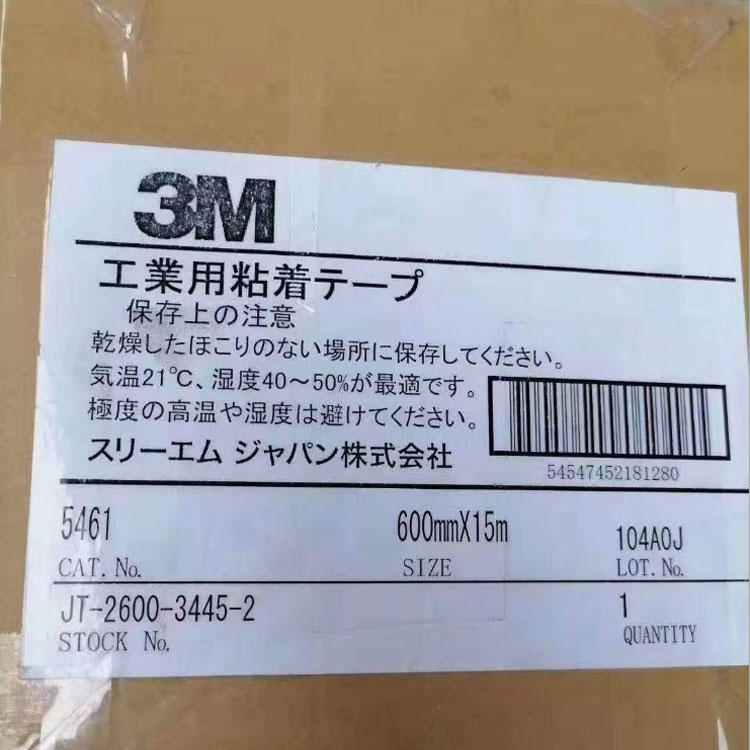 3M
工業用粘着テープ
保存上の注意
乾燥したほこりのない場所に保存してください。
気温21℃、湿度40～50%が最適です。
極度の高温や湿度は避けてください。
スリーエム ジャパン株式会社
54547452181280
5461 600mmX15m 104A0J
CAT. No. SIZE LOT. No.
JT-2600-3445-2 1
STOCK No. QUANTITY